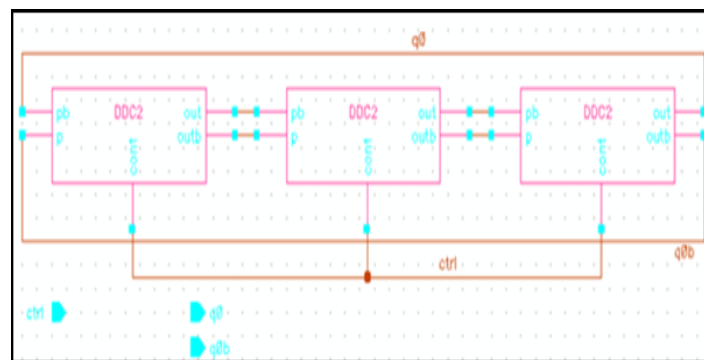 q0
DDC2 DDC2 DDC2
pb out pb out pb out
p outb p outb p outb
cont cont cont
q0b
ctrl
ctrl q0
q0b